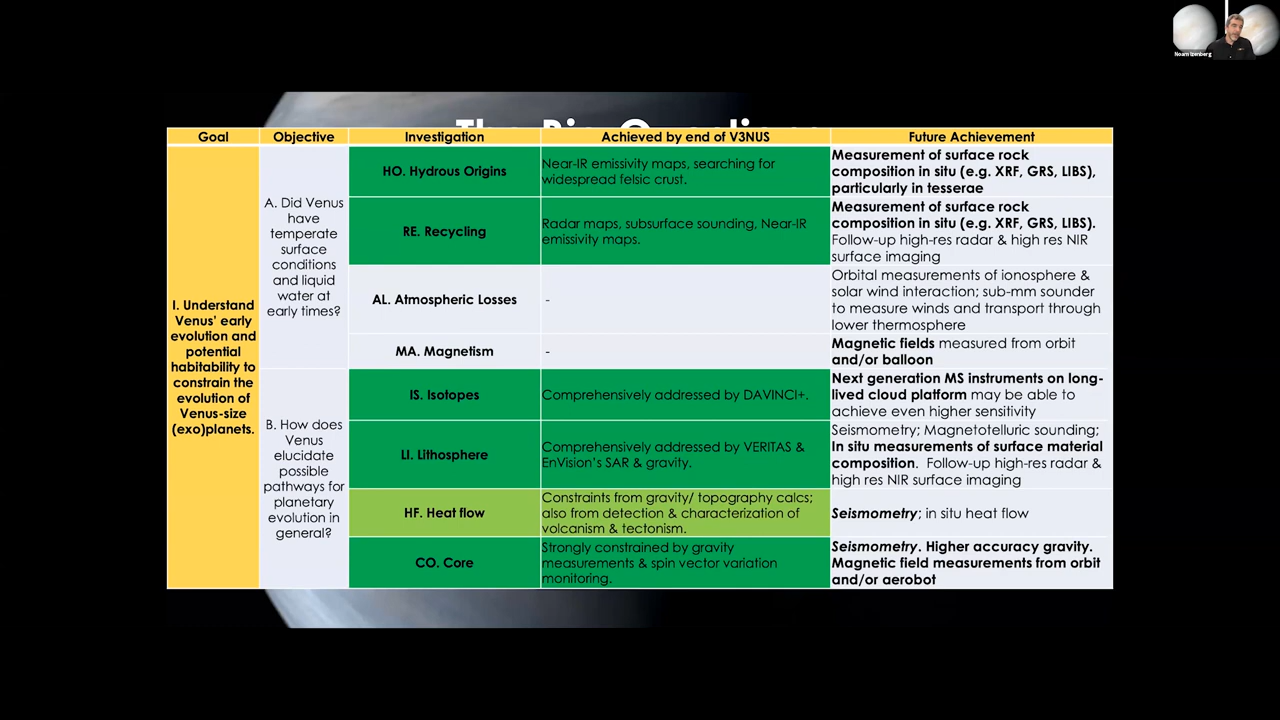 Noam Izenberg
The Big Questions
Goal
Objective
Investigation
Achieved by end of V3NUS
Future Achievement
I. Understand
Venus' early
evolution and
potential
habitability to
constrain the
evolution of
Venus-size
(exo)planets.
A. Did Venus
have
temperate
surface
conditions
and liquid
water at
early times?
HO. Hydrous Origins
Near-IR emissivity maps, searching for
widespread felsic crust.
Measurement of surface rock
composition in situ (e.g. XRF, GRS, LIBS),
particularly in tesserae
RE. Recycling
Radar maps, subsurface sounding, Near-IR
emissivity maps.
Measurement of surface rock
composition in situ (e.g. XRF, GRS, LIBS).
Follow-up high-res radar & high res NIR
surface imaging
AL. Atmospheric Losses
-
Orbital measurements of ionosphere &
solar wind interaction; sub-mm sounder
to measure winds and transport through
lower thermosphere
MA. Magnetism
-
Magnetic fields measured from orbit
and/or balloon
B. How does
Venus
elucidate
possible
pathways for
planetary
evolution in
general?
IS. Isotopes
Comprehensively addressed by DAVINCI+.
Next generation MS instruments on long-
lived cloud platform may be able to
achieve even higher sensitivity
LI. Lithosphere
Comprehensively addressed by VERITAS &
EnVision's SAR & gravity.
Seismometry; Magnetotelluric sounding;
In situ measurements of surface material
composition. Follow-up high-res radar &
high res NIR surface imaging
HF. Heat flow
Constraints from gravity/ topography calcs;
also from detection & characterization of
volcanism & tectonism.
Seismometry; in situ heat flow
CO. Core
Strongly constrained by gravity
measurements & spin vector variation
monitoring.
Seismometry. Higher accuracy gravity.
Magnetic field measurements from orbit
and/or aerobot